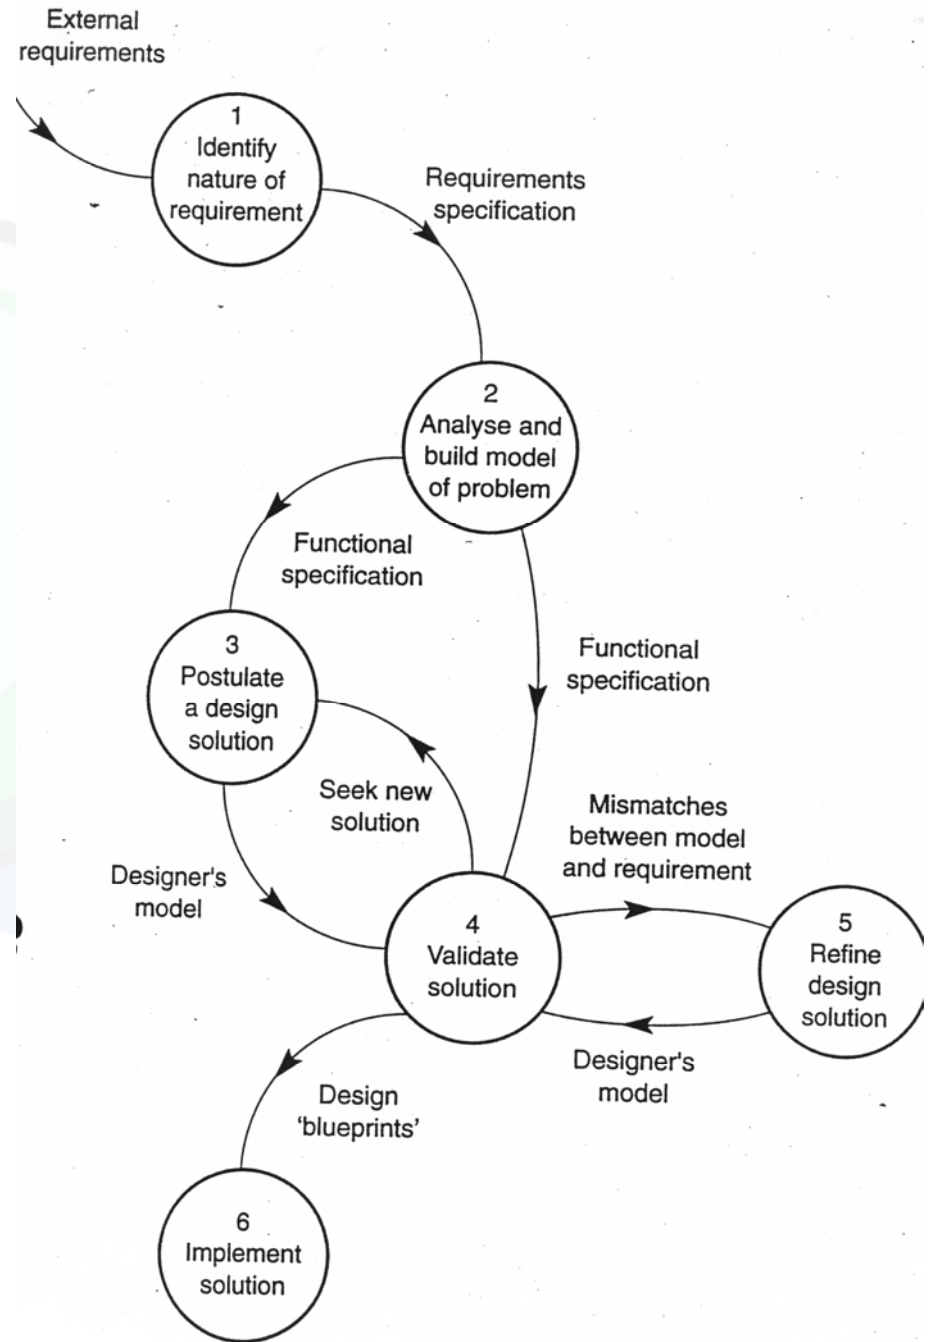 External
requirements
1
Identify
nature of
requirement
Requirements
specification
2
Analyse and
build model
of problem
Functional
specification
Functional
specification
3
Postulate
a design
solution
Seek new
solution
Mismatches
between model
and requirement
Designer's
model
4
Validate
solution
5
Refine
design
solution
Designer's
model
Design
'blueprints'
6
Implement
solution